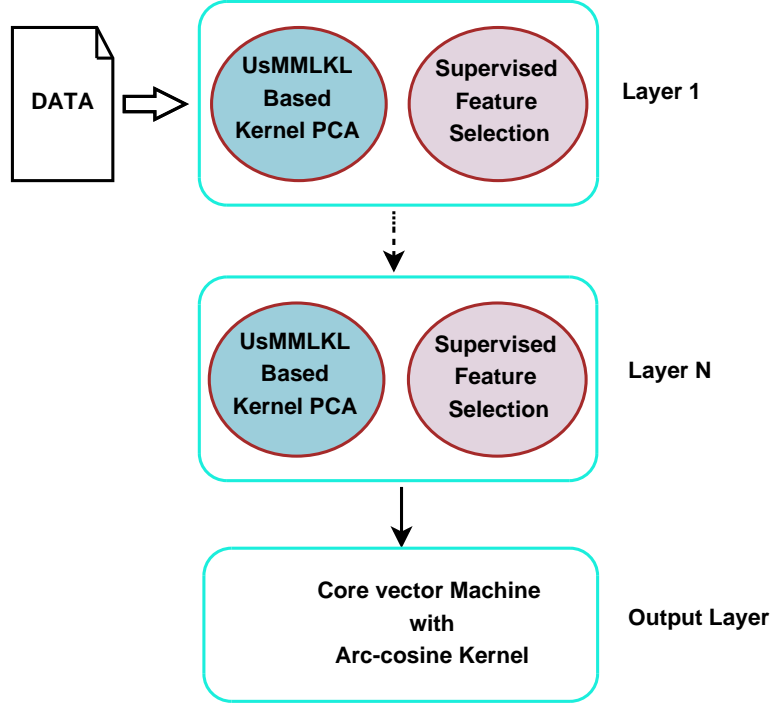 DATA
UsMMLKL
Based
Kernel PCA
Supervised
Feature
Selection
Layer 1
UsMMLKL
Based
Kernel PCA
Supervised
Feature
Selection
Layer N
Core vector Machine
with
Arc-cosine Kernel
Output Layer